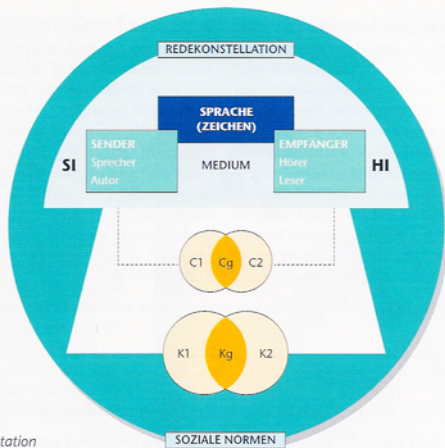 REDEKONSTELLATION
SPRACHE
(ZEICHEN)
SENDER
Sprecher
Autor
SI
MEDIUM
EMPFÄNGER
Hörer
Leser
HI
C1 Cg C2
K1 Kg K2
tation
SOZIALE NORMEN